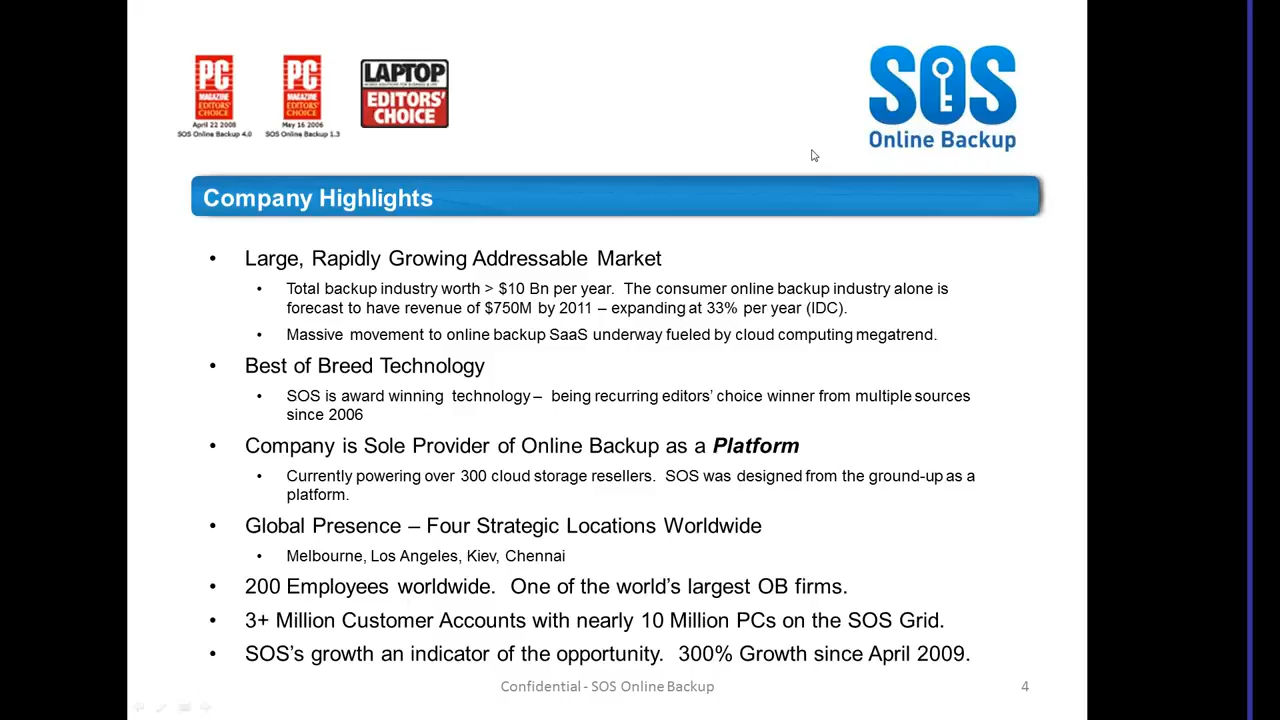 PC
MAGAZINE
EDITORS'
CHOICE
April 22 2008
SOS Online Backup 4.0
PC
MAGAZINE
EDITORS'
CHOICE
May 16 2006
SOS Online Backup 1.3
LAPTOP
EDITORS'
CHOICE
SOS
Online Backup
Company Highlights
• Large, Rapidly Growing Addressable Market
• Total backup industry worth > $10 Bn per year. The consumer online backup industry alone is
forecast to have revenue of $750M by 2011 – expanding at 33% per year (IDC).
• Massive movement to online backup SaaS underway fueled by cloud computing megatrend.
• Best of Breed Technology
• SOS is award winning technology – being recurring editors’ choice winner from multiple sources
since 2006
• Company is Sole Provider of Online Backup as a Platform
• Currently powering over 300 cloud storage resellers. SOS was designed from the ground-up as a
platform.
• Global Presence – Four Strategic Locations Worldwide
• Melbourne, Los Angeles, Kiev, Chennai
• 200 Employees worldwide. One of the world’s largest OB firms.
• 3+ Million Customer Accounts with nearly 10 Million PCs on the SOS Grid.
• SOS’s growth an indicator of the opportunity. 300% Growth since April 2009.
Confidential - SOS Online Backup
4